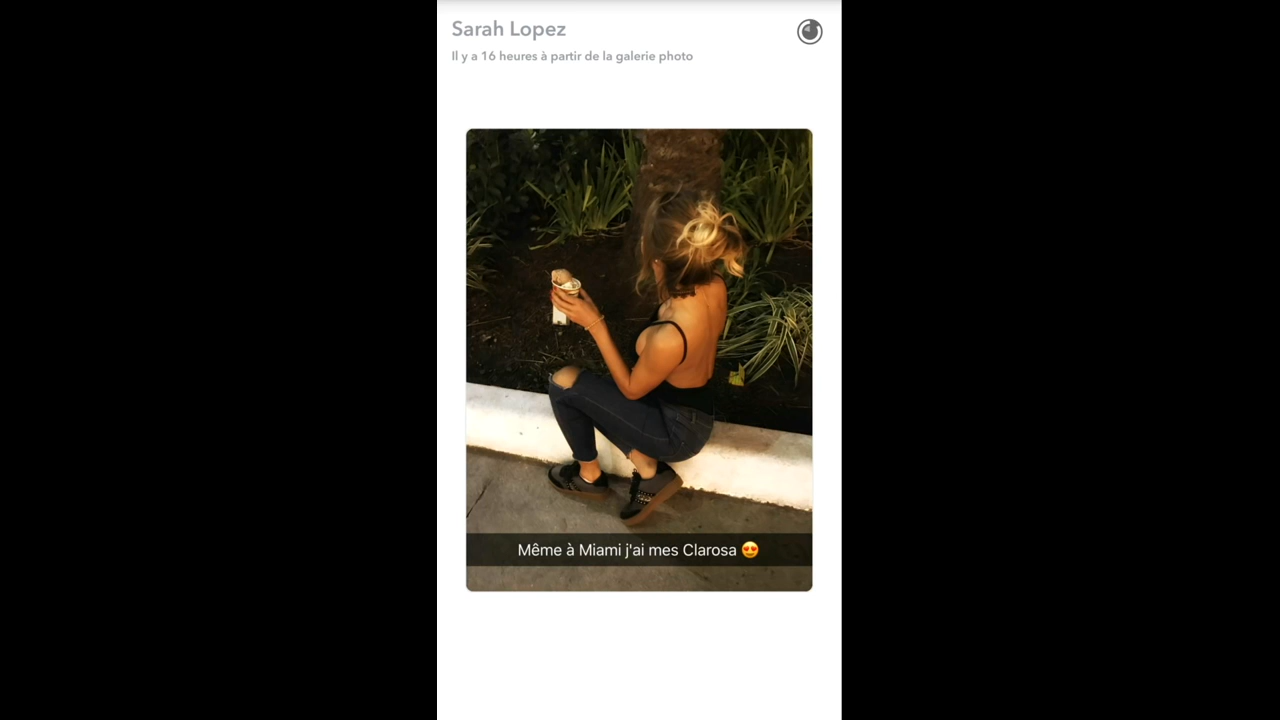 Sarah Lopez
Il y a 16 heures à partir de la galerie photo
Même à Miami j'ai mes Clarosa 😍